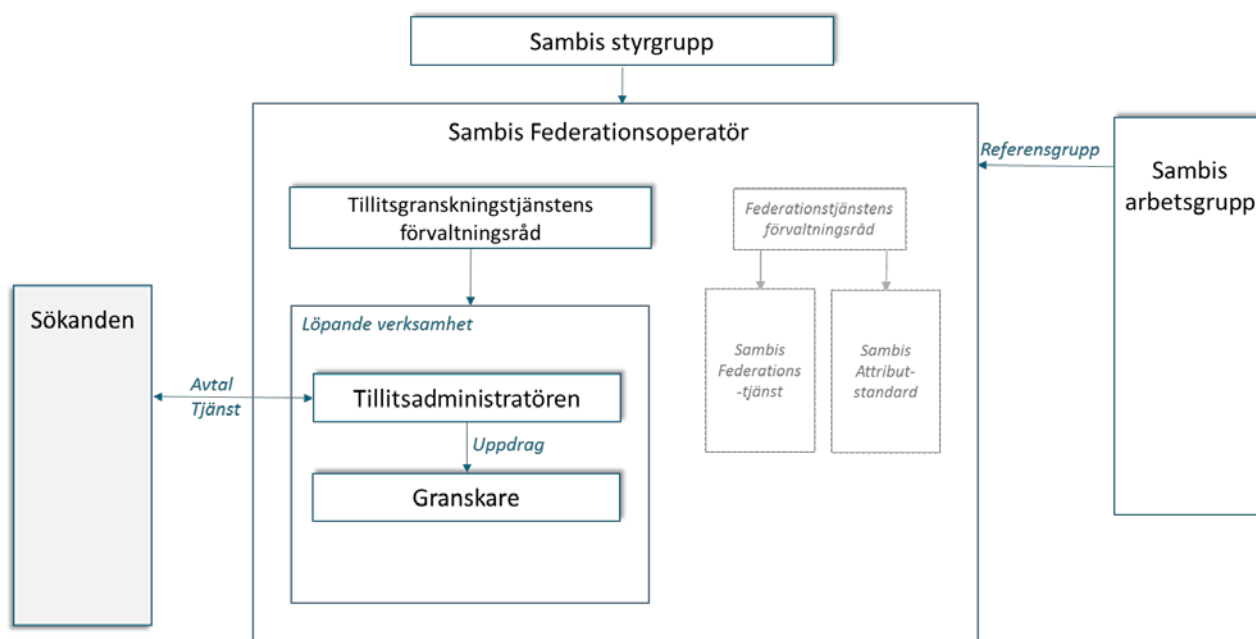 Sambis styrgrupp
Sambis Federationsoperatör
Referensgrupp
Sambis
arbetsgrupp
Tillitsgranskningstjänstens
förvaltningsråd
Federationstjänstens
förvaltningsråd
Sökanden
Löpande verksamhet
Sambis
Federations
-tjänst
Sambis
Attribut-
standard
Avtal
Tjänst
Tillitsadministratören
Uppdrag
Granskare